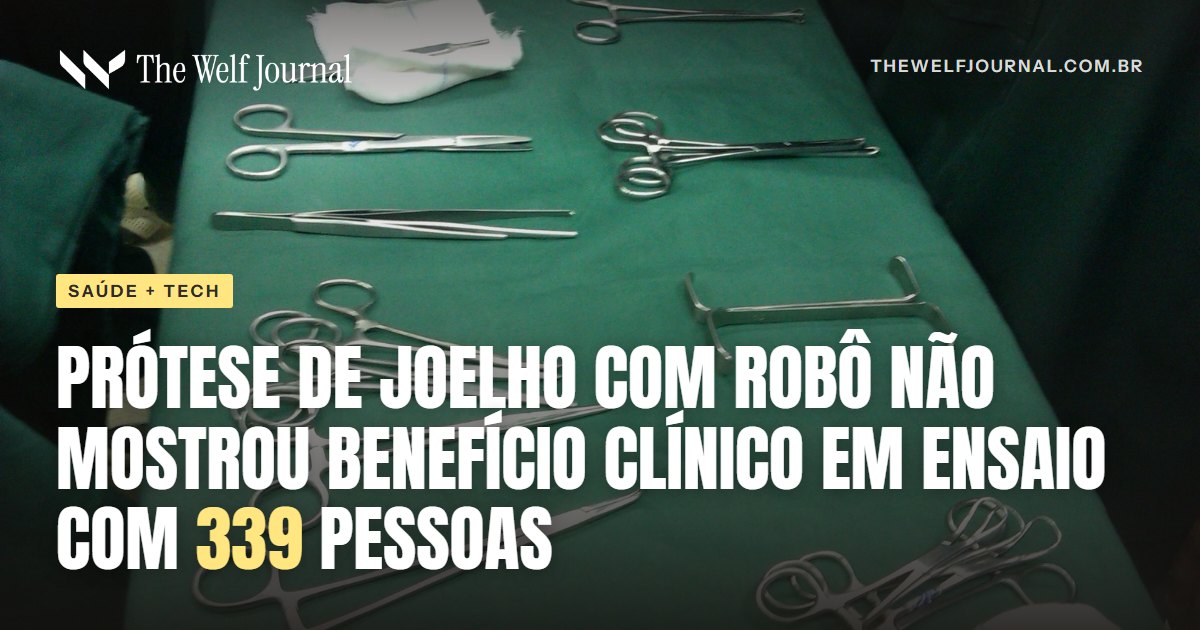 The Welf Journal
THEWELFJOURNAL.COM.BR
SAÚDE + TECH
PRÓTESE DE JOELHO COM ROBÔ NÃO
MOSTROU BENEFÍCIO CLÍNICO EM ENSAIO
COM 339 PESSOAS